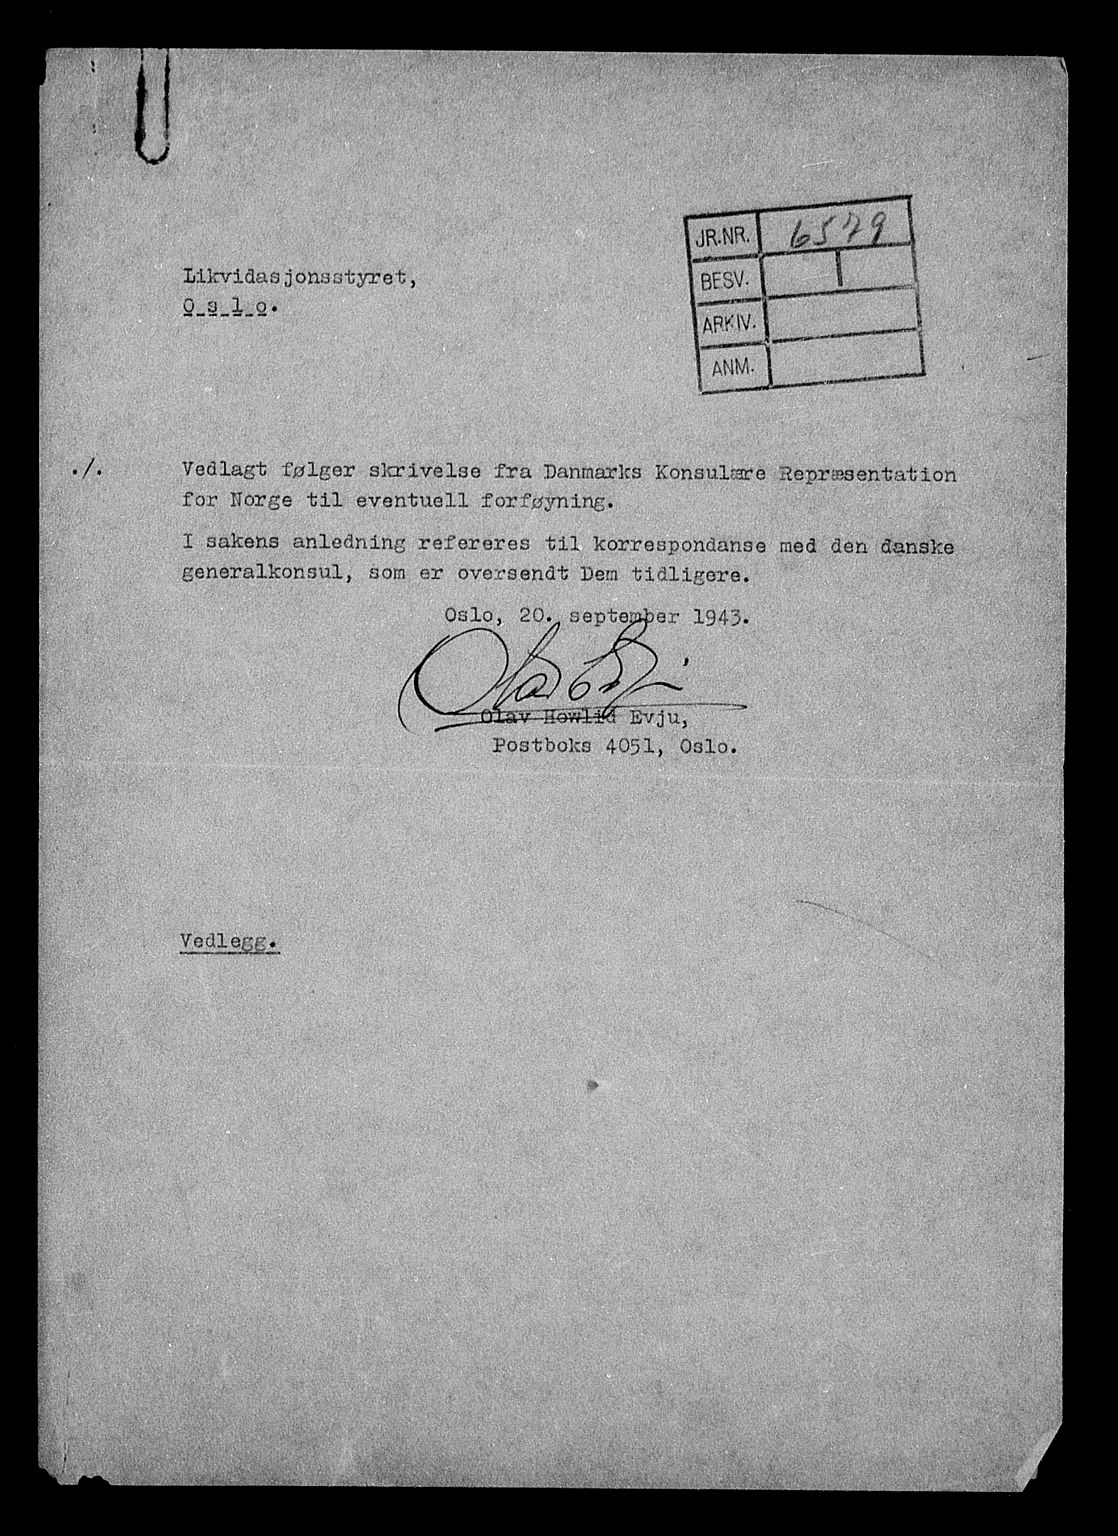 JR.NR. 6579
BESV.
ARKIV.
ANM.
Likvidasjonsstyret,
O s l o.
./. Vedlagt følger skrivelse fra Danmarks Konsulære Repræsentation
for Norge til eventuell forføyning.
I sakens anledning refereres til korrespondanse med den danske
generalkonsul, som er oversendt Dem tidligere.
Oslo, 20. september 1943.
Olav Evju
Olav Howlid Evju,
Postboks 4051, Oslo.
Vedlegg.